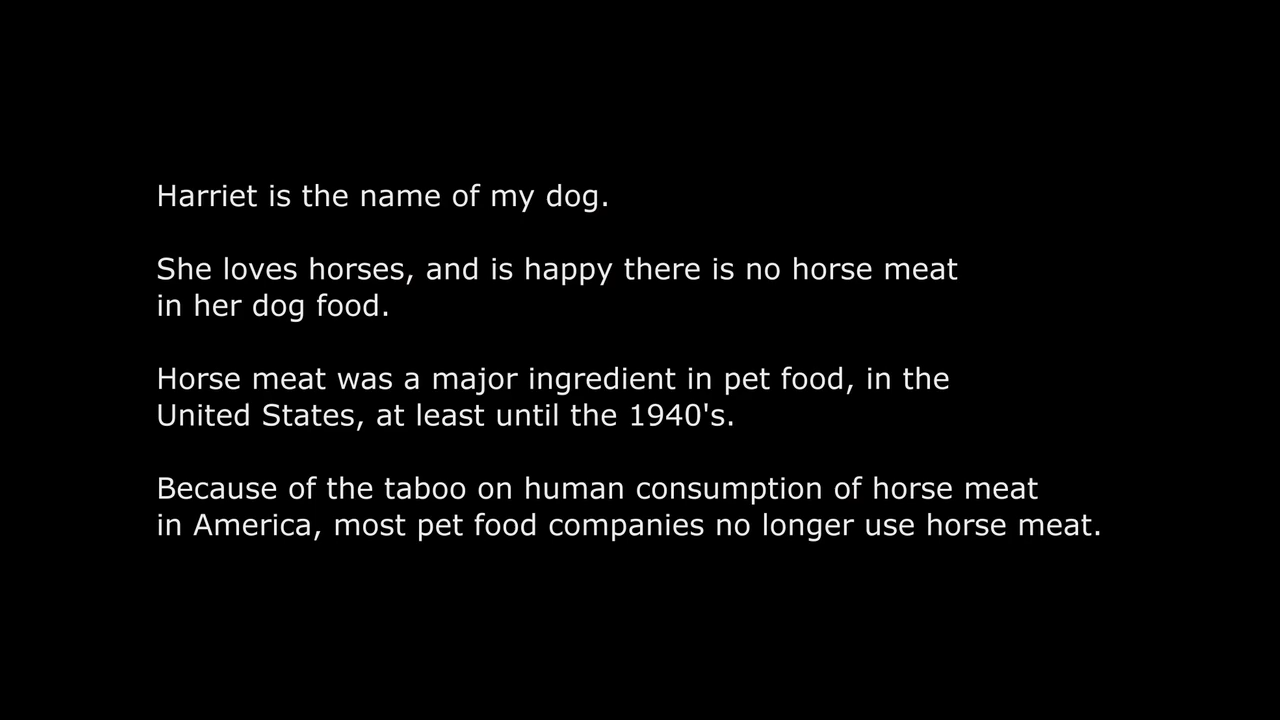 Harriet is the name of my dog.
She loves horses, and is happy there is no horse meat
in her dog food.
Horse meat was a major ingredient in pet food, in the
United States, at least until the 1940's.
Because of the taboo on human consumption of horse meat
in America, most pet food companies no longer use horse meat.